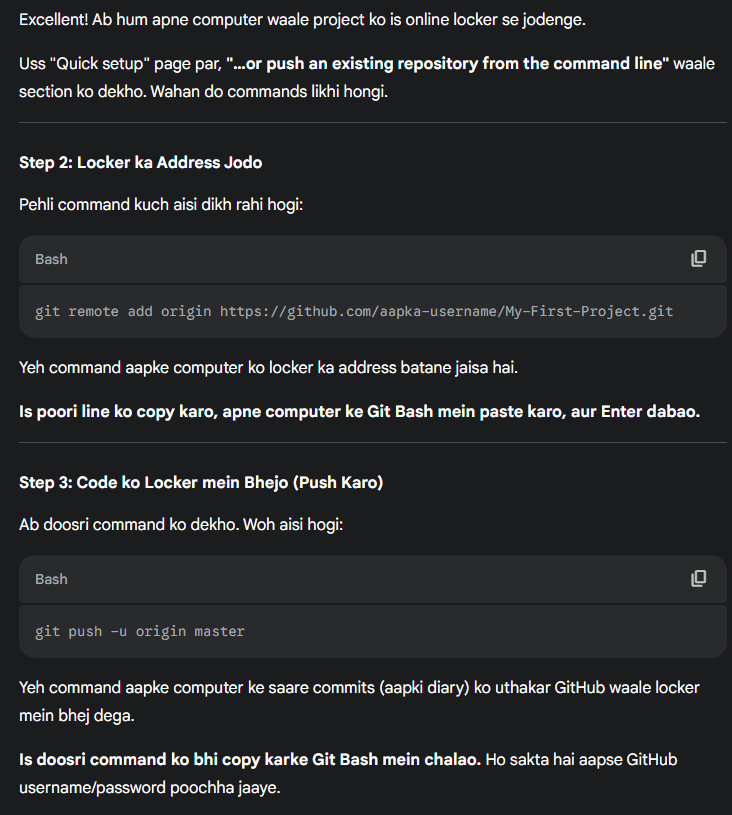 Excellent! Ab hum apne computer waale project ko is online locker se jodenge.
Uss "Quick setup" page par, "...or push an existing repository from the command line" waale
section ko dekho. Wahan do commands likhi hongi.
Step 2: Locker ka Address Jodo
Pehli command kuch aisi dikh rahi hogi:
Bash
git remote add origin https://github.com/aapka-username/My-First-Project.git
Yeh command aapke computer ko locker ka address batane jaisa hai.
Is poori line ko copy karo, apne computer ke Git Bash mein paste karo, aur Enter dabao.
Step 3: Code ko Locker mein Bhejo (Push Karo)
Ab doosri command ko dekho. Woh aisi hogi:
Bash
git push -u origin master
Yeh command aapke computer ke saare commits (aapki diary) ko uthakar GitHub waale locker
mein bhej dega.
Is doosri command ko bhi copy karke Git Bash mein chalao. Ho sakta hai aapse GitHub
username/password poochha jaaye.